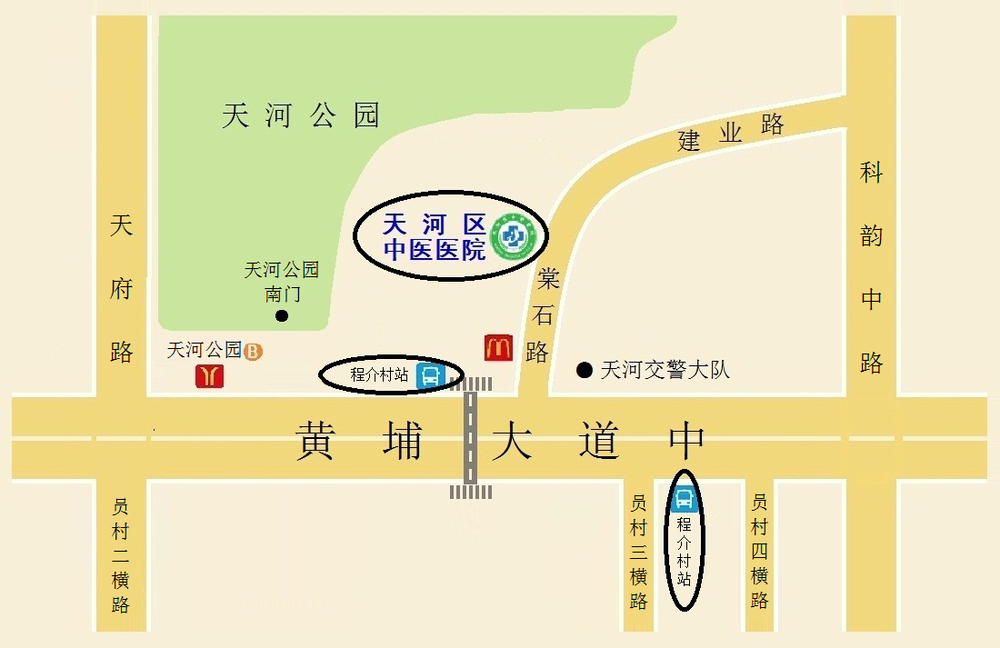 天河公园
建业路
科韵中路
天府路
天河区
中医医院
天河公园
南门
棠石路
天河公园B
程介村站
天河交警大队
黄埔大道中
员村二横路
员村三横路
程介村站
员村四横路